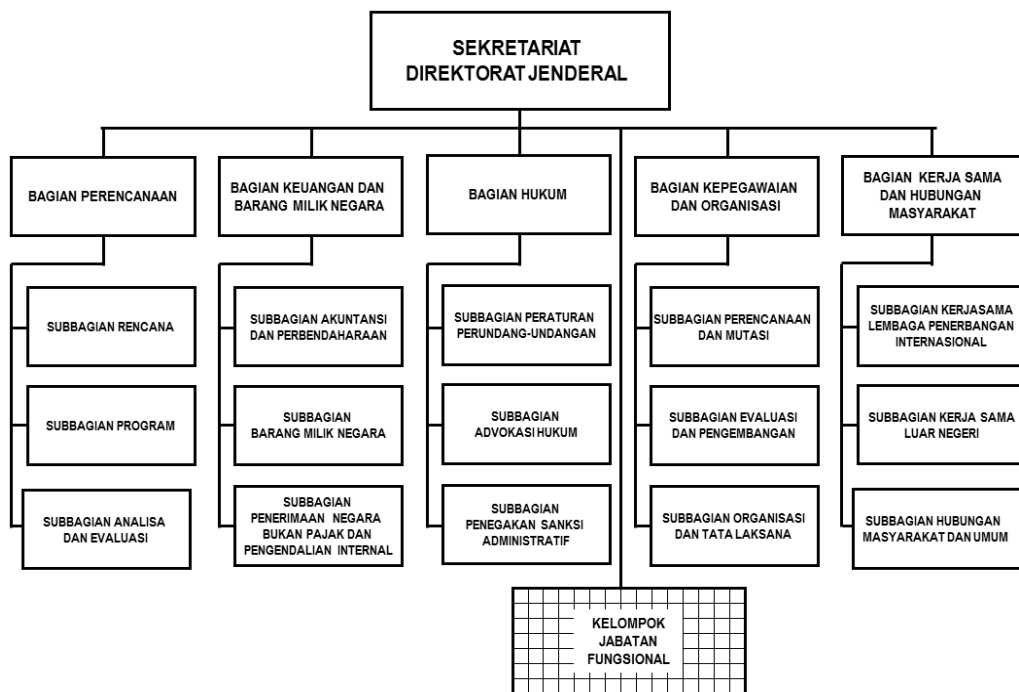 SEKRETARIAT
DIREKTORAT JENDERAL
BAGIAN PERENCANAAN
BAGIAN KEUANGAN DAN
BARANG MILIK NEGARA
BAGIAN HUKUM
BAGIAN KEPEGAWAIAN
DAN ORGANISASI
BAGIAN KERJA SAMA
DAN HUBUNGAN
MASYARAKAT
SUBBAGIAN RENCANA
SUBBAGIAN AKUNTANSI
DAN PERBENDAHARAAN
SUBBAGIAN PERATURAN
PERUNDANG-UNDANGAN
SUBBAGIAN PERENCANAAN
DAN MUTASI
SUBBAGIAN KERJASAMA
LEMBAGA PENERBANGAN
INTERNASIONAL
SUBBAGIAN PROGRAM
SUBBAGIAN
BARANG MILIK NEGARA
SUBBAGIAN
ADVOKASI HUKUM
SUBBAGIAN EVALUASI
DAN PENGEMBANGAN
SUBBAGIAN KERJA SAMA
LUAR NEGERI
SUBBAGIAN ANALISA
DAN EVALUASI
SUBBAGIAN
PENERIMAAN NEGARA
BUKAN PAJAK DAN
PENGENDALIAN INTERNAL
SUBBAGIAN
PENEGAKAN SANKSI
ADMINISTRATIF
SUBBAGIAN ORGANISASI
DAN TATA LAKSANA
SUBBAGIAN HUBUNGAN
MASYARAKAT DAN UMUM
KELOMPOK
JABATAN
FUNGSIONAL